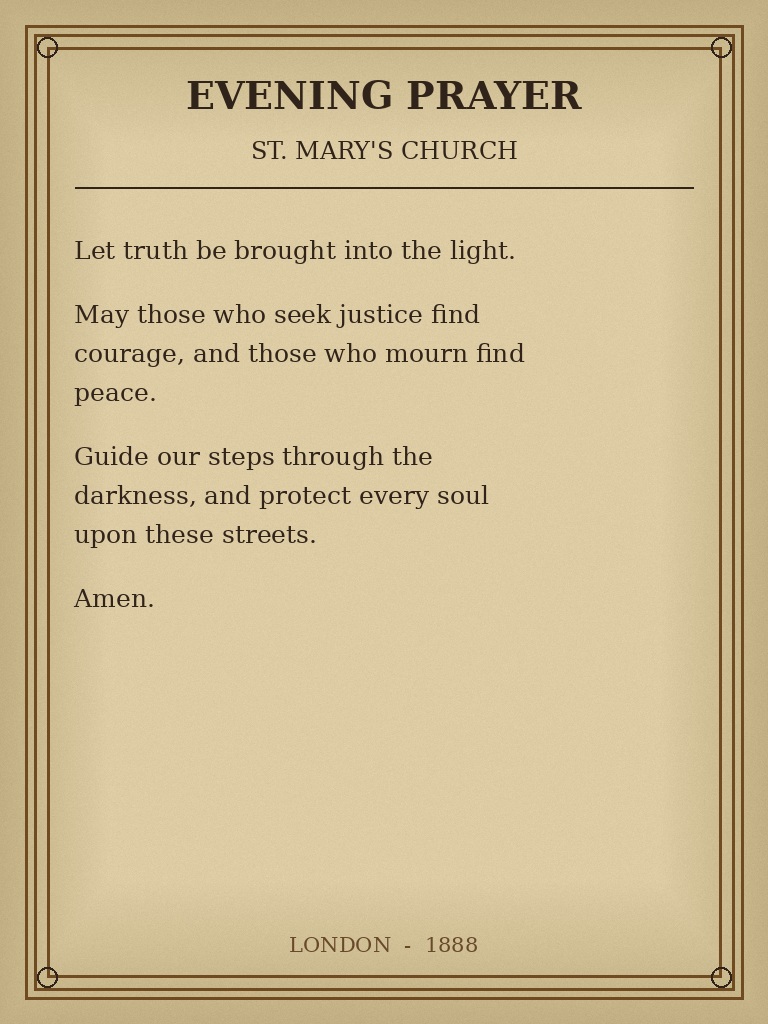 EVENING PRAYER
ST. MARY'S CHURCH
Let truth be brought into the light.
May those who seek justice find
courage, and those who mourn find
peace.
Guide our steps through the
darkness, and protect every soul
upon these streets.
Amen.
LONDON - 1888